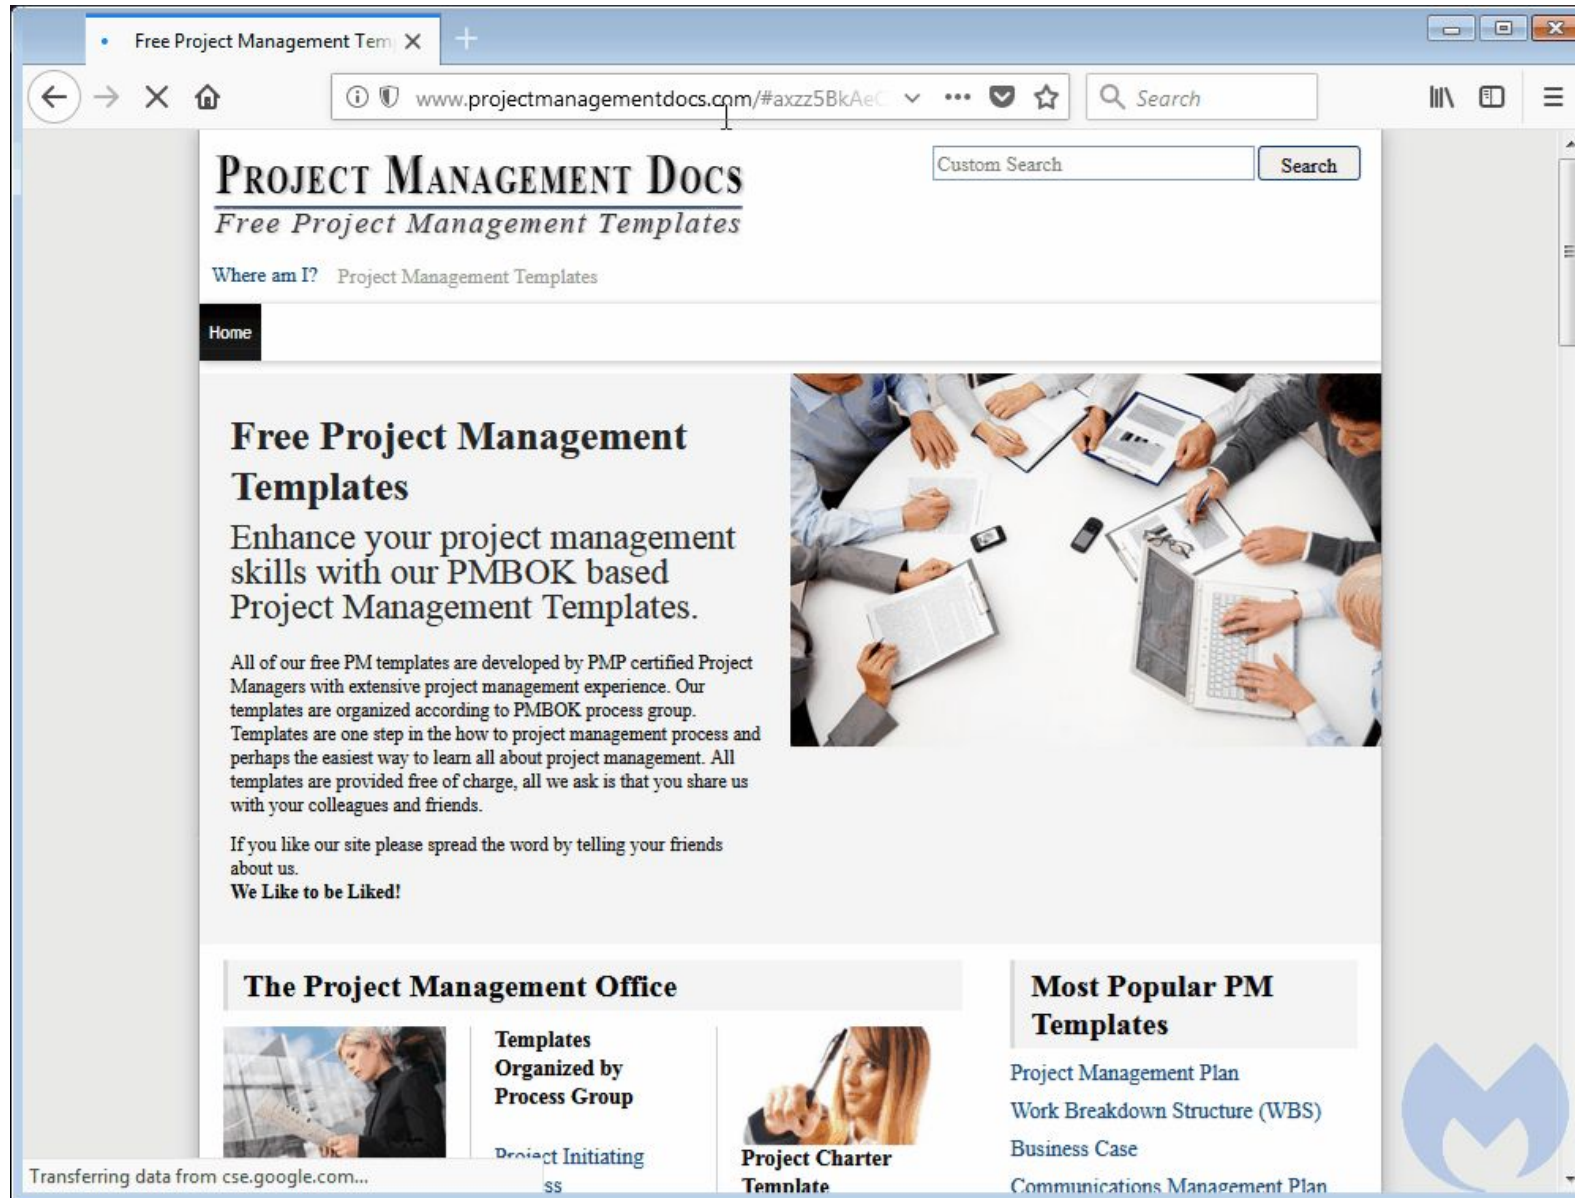 Free Project Management Tem
www.projectmanagementdocs.com/#axzz5BkAeC
Search
PROJECT MANAGEMENT DOCS
Free Project Management Templates
Custom Search
Search
Where am I? Project Management Templates
Home
Free Project Management
Templates
Enhance your project management
skills with our PMBOK based
Project Management Templates.
All of our free PM templates are developed by PMP certified Project
Managers with extensive project management experience. Our
templates are organized according to PMBOK process group.
Templates are one step in the how to project management process and
perhaps the easiest way to learn all about project management. All
templates are provided free of charge, all we ask is that you share us
with your colleagues and friends.
If you like our site please spread the word by telling your friends
about us.
We Like to be Liked!
The Project Management Office
Templates
Organized by
Process Group
Project Initiating
ss
Project Charter
Template
Most Popular PM
Templates
Project Management Plan
Work Breakdown Structure (WBS)
Business Case
Communications Management Plan
Transferring data from cse.google.com...